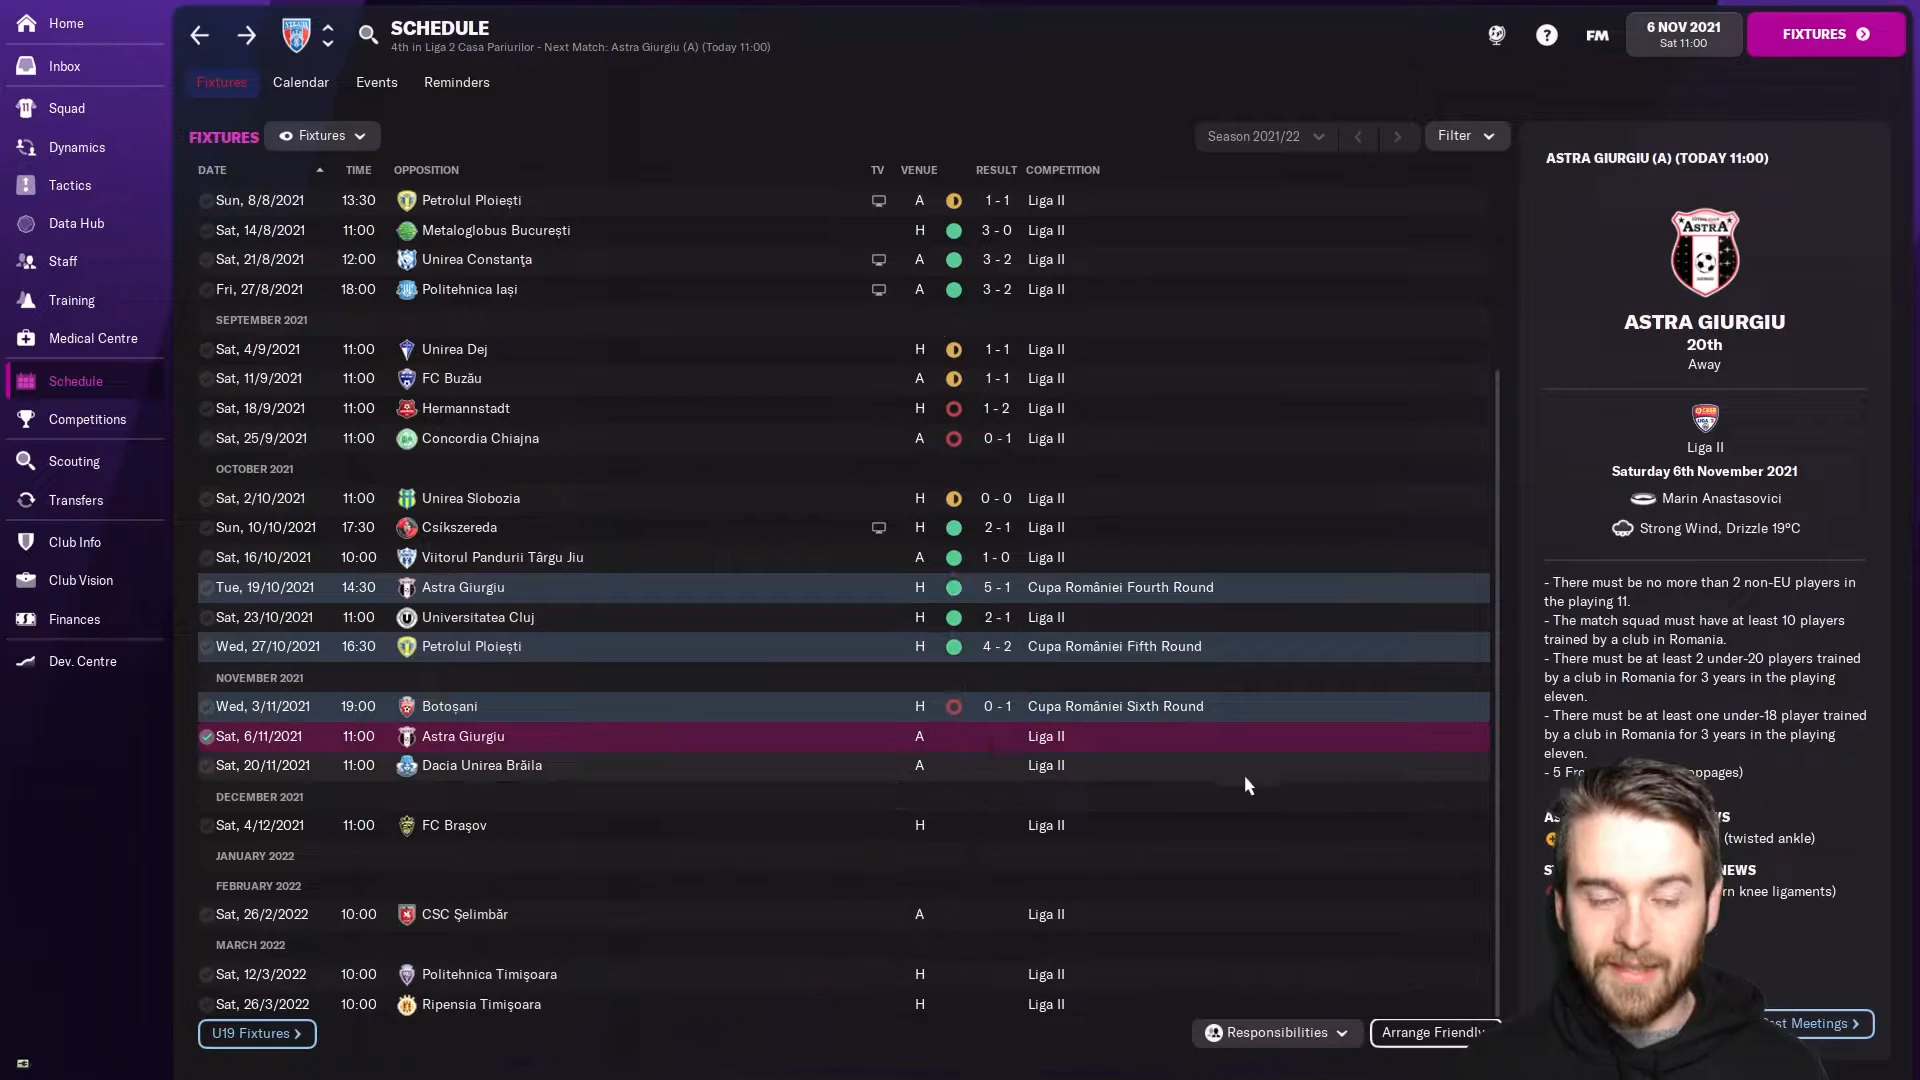 Home
Inbox
Squad
Dynamics
Tactics
Data Hub
Staff
Training
Medical Centre
Schedule
Competitions
Scouting
Transfers
Club Info
Club Vision
Finances
Dev. Centre
SCHEDULE
4th in Liga 2 Casa Pariurilor - Next Match: Astra Giurgiu (A) (Today 11:00)
FM
6 NOV 2021
Sat 11:00
FIXTURES
Fixtures Calendar Events Reminders
FIXTURES Fixtures
Season 2021/22 Filter
DATE TIME OPPOSITION TV VENUE RESULT COMPETITION
Sun, 8/8/2021 13:30 Petrolul Ploiești A 1 - 1 Liga II
Sat, 14/8/2021 11:00 Metaloglobus București H 3 - 0 Liga II
Sat, 21/8/2021 12:00 Unirea Constanţa A 3 - 2 Liga II
Fri, 27/8/2021 18:00 Politehnica Iași A 3 - 2 Liga II
SEPTEMBER 2021
Sat, 4/9/2021 11:00 Unirea Dej H 1 - 1 Liga II
Sat, 11/9/2021 11:00 FC Buzău A 1 - 1 Liga II
Sat, 18/9/2021 11:00 Hermannstadt H 1 - 2 Liga II
Sat, 25/9/2021 11:00 Concordia Chiajna A 0 - 1 Liga II
OCTOBER 2021
Sat, 2/10/2021 11:00 Unirea Slobozia H 0 - 0 Liga II
Sun, 10/10/2021 17:30 Csíkszereda H 2 - 1 Liga II
Sat, 16/10/2021 10:00 Viitorul Pandurii Târgu Jiu A 1 - 0 Liga II
Tue, 19/10/2021 14:30 Astra Giurgiu H 5 - 1 Cupa României Fourth Round
Sat, 23/10/2021 11:00 Universitatea Cluj H 2 - 1 Liga II
Wed, 27/10/2021 16:30 Petrolul Ploiești H 4 - 2 Cupa României Fifth Round
NOVEMBER 2021
Wed, 3/11/2021 19:00 Botoșani H 0 - 1 Cupa României Sixth Round
Sat, 6/11/2021 11:00 Astra Giurgiu A Liga II
Sat, 20/11/2021 11:00 Dacia Unirea Brăila A Liga II
DECEMBER 2021
Sat, 4/12/2021 11:00 FC Braşov H Liga II
JANUARY 2022
FEBRUARY 2022
Sat, 26/2/2022 10:00 CSC Şelimbăr A Liga II
MARCH 2022
Sat, 12/3/2022 10:00 Politehnica Timişoara H Liga II
Sat, 26/3/2022 10:00 Ripensia Timişoara H Liga II
U19 Fixtures
Responsibilities
Arrange Friendly
ASTRA GIURGIU (A) (TODAY 11:00)
ASTRA
ASTRA GIURGIU
20th
Away
Liga II
Saturday 6th November 2021
Marin Anastasovici
Strong Wind, Drizzle 19°C
- There must be no more than 2 non-EU players in
the playing 11.
- The match squad must have at least 10 players
trained by a club in Romania.
- There must be at least 2 under-20 players trained
by a club in Romania for 3 years in the playing
eleven.
- There must be at least one under-18 player trained
by a club in Romania for 3 years in the playing
eleven.
- 5
(twisted ankle)
knee ligaments)
Meetings